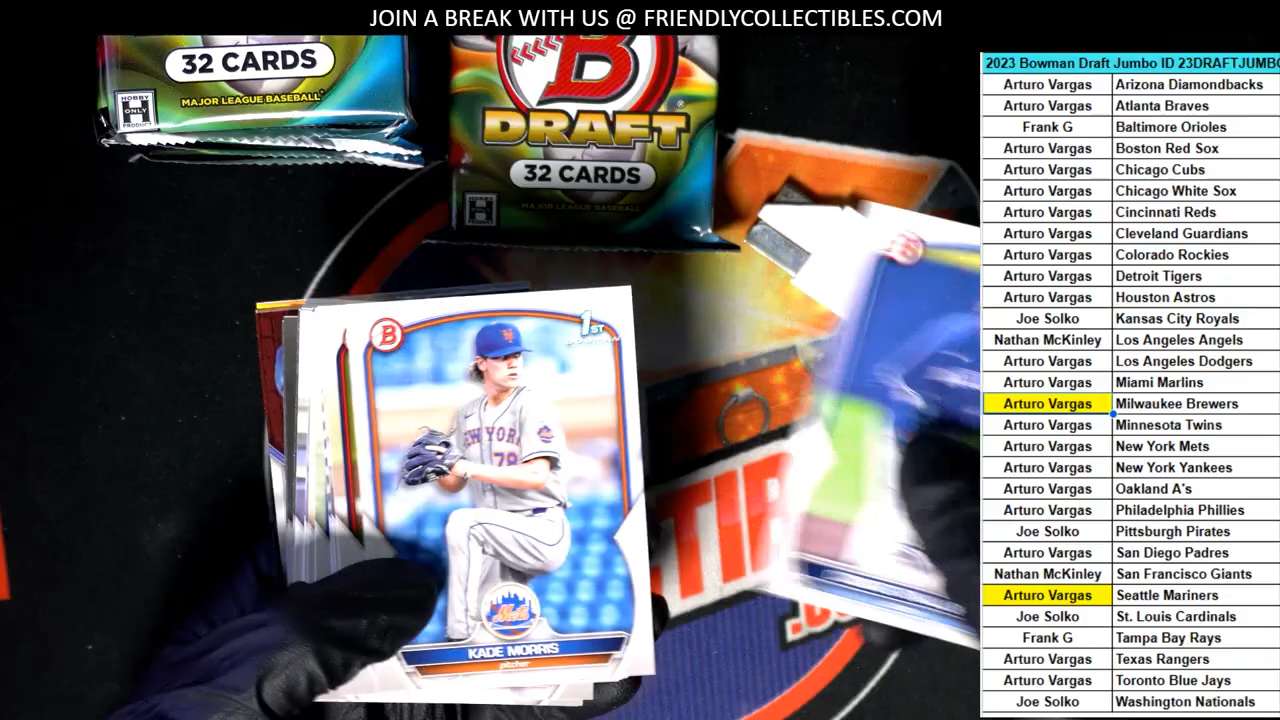 JOIN A BREAK WITH US @ FRIENDLYCOLLECTIBLES.COM
32 CARDS
MAJOR LEAGUE BASEBALL
HOBBY
H
ONLY
PRODUCT
B
®
DRAFT
32 CARDS
MAJOR LEAGUE BASEBALL
H
B
1ST
BOWMAN
NEW YORK
78
Mets
KADE MORRIS
pitcher
2023 Bowman Draft Jumbo ID 23DRAFTJUMBO
Arturo Vargas Arizona Diamondbacks
Arturo Vargas Atlanta Braves
Frank G Baltimore Orioles
Arturo Vargas Boston Red Sox
Arturo Vargas Chicago Cubs
Arturo Vargas Chicago White Sox
Arturo Vargas Cincinnati Reds
Arturo Vargas Cleveland Guardians
Arturo Vargas Colorado Rockies
Arturo Vargas Detroit Tigers
Arturo Vargas Houston Astros
Joe Solko Kansas City Royals
Nathan McKinley Los Angeles Angels
Arturo Vargas Los Angeles Dodgers
Arturo Vargas Miami Marlins
Arturo Vargas Milwaukee Brewers
Arturo Vargas Minnesota Twins
Arturo Vargas New York Mets
Arturo Vargas New York Yankees
Arturo Vargas Oakland A's
Arturo Vargas Philadelphia Phillies
Joe Solko Pittsburgh Pirates
Arturo Vargas San Diego Padres
Nathan McKinley San Francisco Giants
Arturo Vargas Seattle Mariners
Joe Solko St. Louis Cardinals
Frank G Tampa Bay Rays
Arturo Vargas Texas Rangers
Arturo Vargas Toronto Blue Jays
Joe Solko Washington Nationals